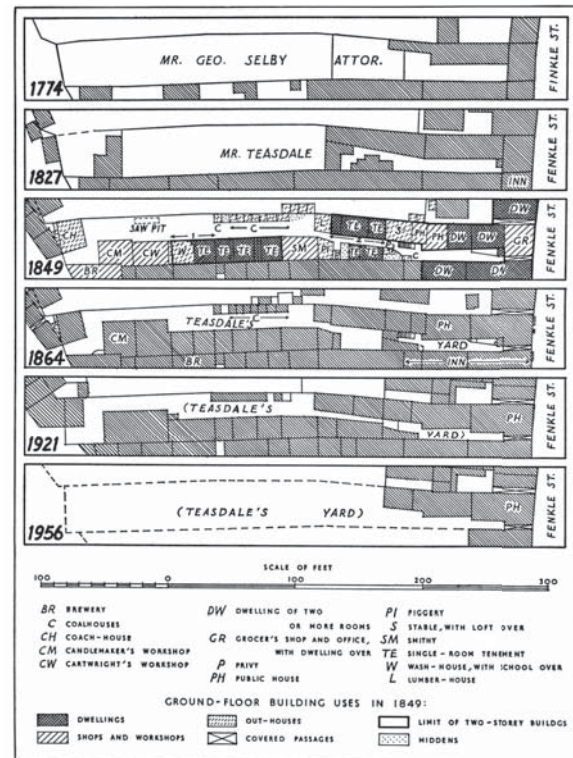 MR. GEO. SELBY ATTOR.
1774
FINKLE ST.
MR. TEASDALE
INN
1827
FENKLE ST.
CH
SAW PIT
C
C
DW
CM CW W TE TE TE TE SM PI
TE TE S PH PH DW DW GR
BR
DW
1849
FENKLE ST.
TEASDALE'S
C
CM
BR
PH
YARD
INN
1864
FENKLE ST.
(TEASDALE'S
YARD)
PH
1921
FENKLE ST.
(TEASDALE'S YARD)
PH
1956
FENKLE ST.
SCALE OF FEET
100 0 100 200 300
BR BREWERY
C COALHOUSES
CH COACH-HOUSE
CM CANDLEMAKER'S WORKSHOP
CW CARTWRIGHT'S WORKSHOP
DW DWELLING OF TWO
OR MORE ROOMS
GR GROCER'S SHOP AND OFFICE,
WITH DWELLING OVER
P PRIVY
PH PUBLIC HOUSE
PI PIGGERY
S STABLE, WITH LOFT OVER
SM SMITHY
TE SINGLE-ROOM TENEMENT
W WASH-HOUSE, WITH SCHOOL OVER
L LUMBER-HOUSE
GROUND-FLOOR BUILDING USES IN 1849:
DWELLINGS
SHOPS AND WORKSHOPS
OUT-HOUSES
COVERED PASSAGES
LIMIT OF TWO-STOREY BUILDGS
MIDDENS